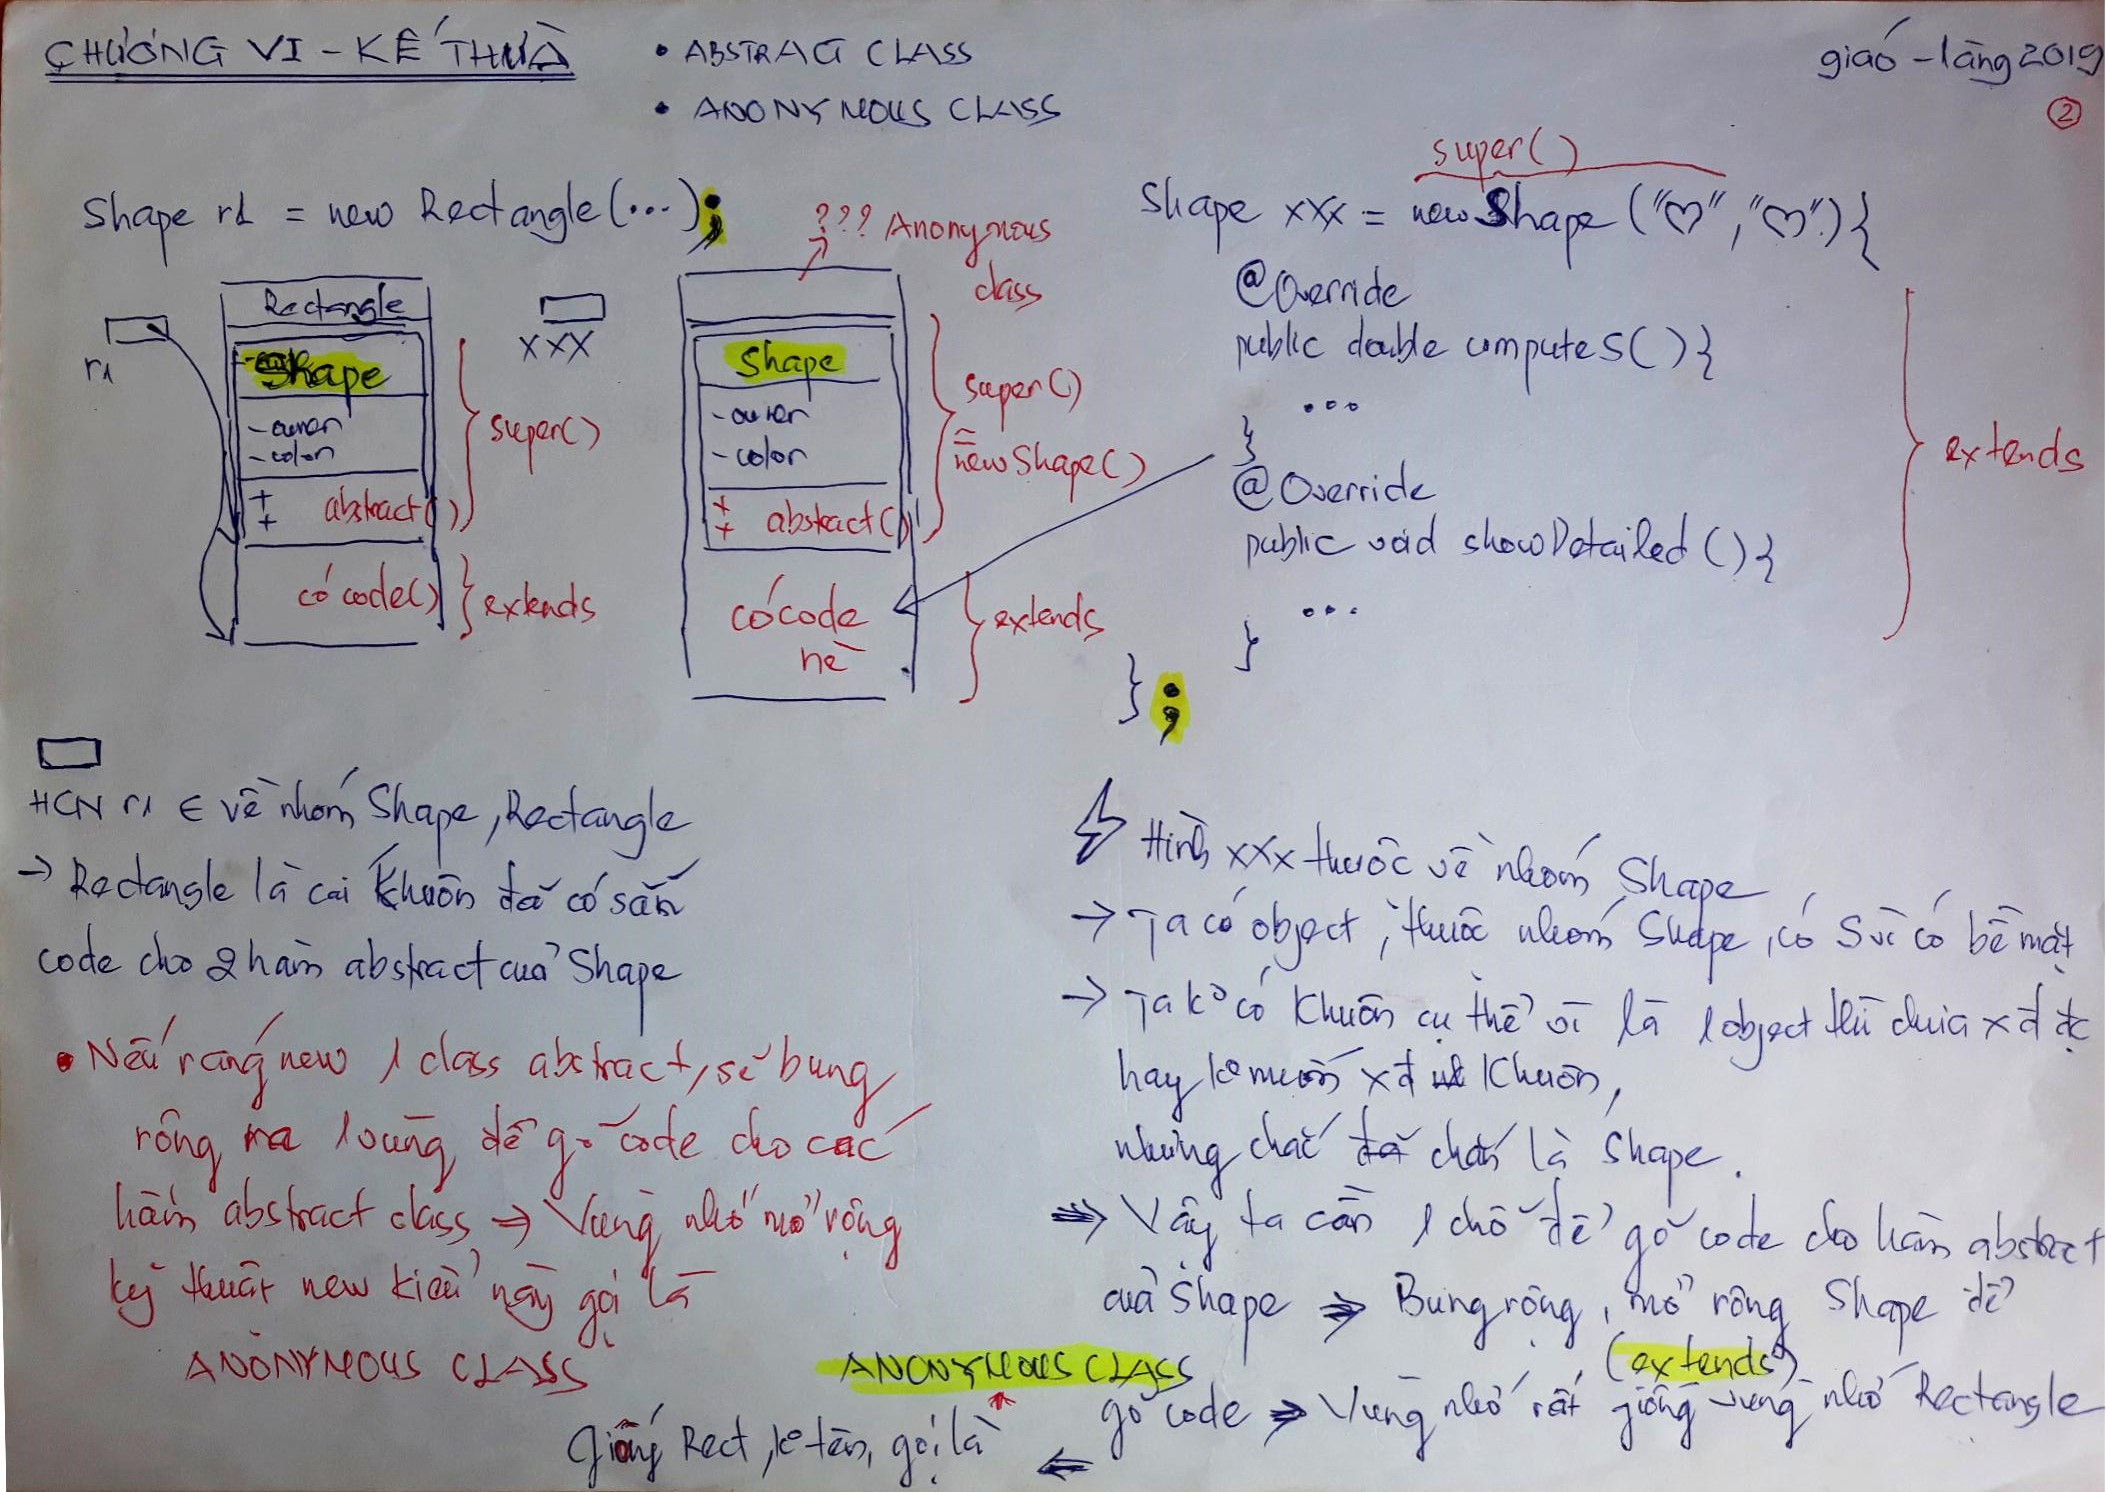 CHƯƠNG VI - KẾ THỪA
• ABSTRACT CLASS
• ANONYMOUS CLASS
giáo-làng 2019
2
Shape r1 = new Rectangle(...);
r1
Rectangle
Shape
- owner
- color
+
+ abstract()
có code()
super()
extends
xxx
??? Anonymous
class
Shape
- owner
- color
+
+ abstract()
có code
nè
super()
= new Shape()
extends
super()
Shape xxx = new Shape("♡", "♡"){
@Override
public double computeS(){
...
}
@Override
public void showDetailed(){
...
}
};
extends
HCN r1 ∈ về nhóm Shape, Rectangle
→ Rectangle là cái khuôn đã có sẵn
code cho 2 hàm abstract của Shape
• Nếu ráng new 1 class abstract, sẽ bung
rộng ra 1 vùng để gõ code cho các
hàm abstract class ⇒ Vùng nhớ mở rộng
kỹ thuật new kiểu này gọi là
ANONYMOUS CLASS
Hình xxx thuộc về nhóm Shape
→ Ta có object, thuộc nhóm Shape, có S vì có bề mặt
→ Ta ko có Khuôn cụ thể vì là 1 object thì chưa xđ đc
hay ko muốn xđ Khuôn,
nhưng chắc chắn là Shape.
⇒ Vậy ta cần 1 chỗ để gõ code cho hàm abstract
của Shape ⇒ Bung rộng, mở rộng Shape để
(extends)
gõ code ⇒ Vùng nhớ rất giống vùng nhớ Rectangle
⇐ Giống Rect, ko tên, gọi là
ANONYMOUS CLASS